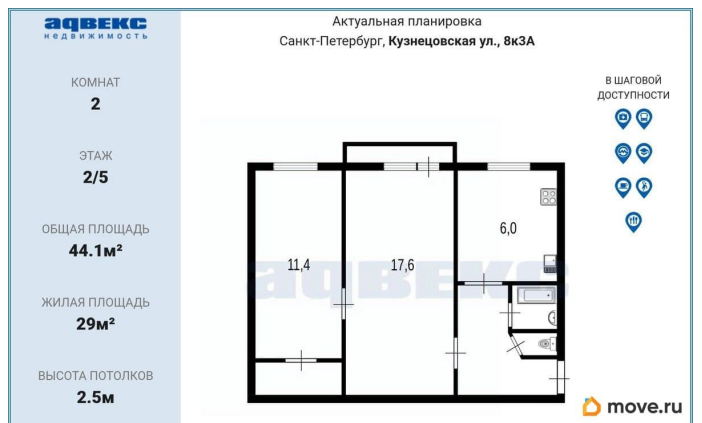 адвекс
недвижимость
КОМНАТ
2
ЭТАЖ
2/5
ОБЩАЯ ПЛОЩАДЬ
44.1м²
ЖИЛАЯ ПЛОЩАДЬ
29м²
ВЫСОТА ПОТОЛКОВ
2.5м
Актуальная планировка
Санкт-Петербург, Кузнецовская ул., 8к3А
В ШАГОВОЙ
ДОСТУПНОСТИ
6,0
11,4
17,6
адвекс
move.ru